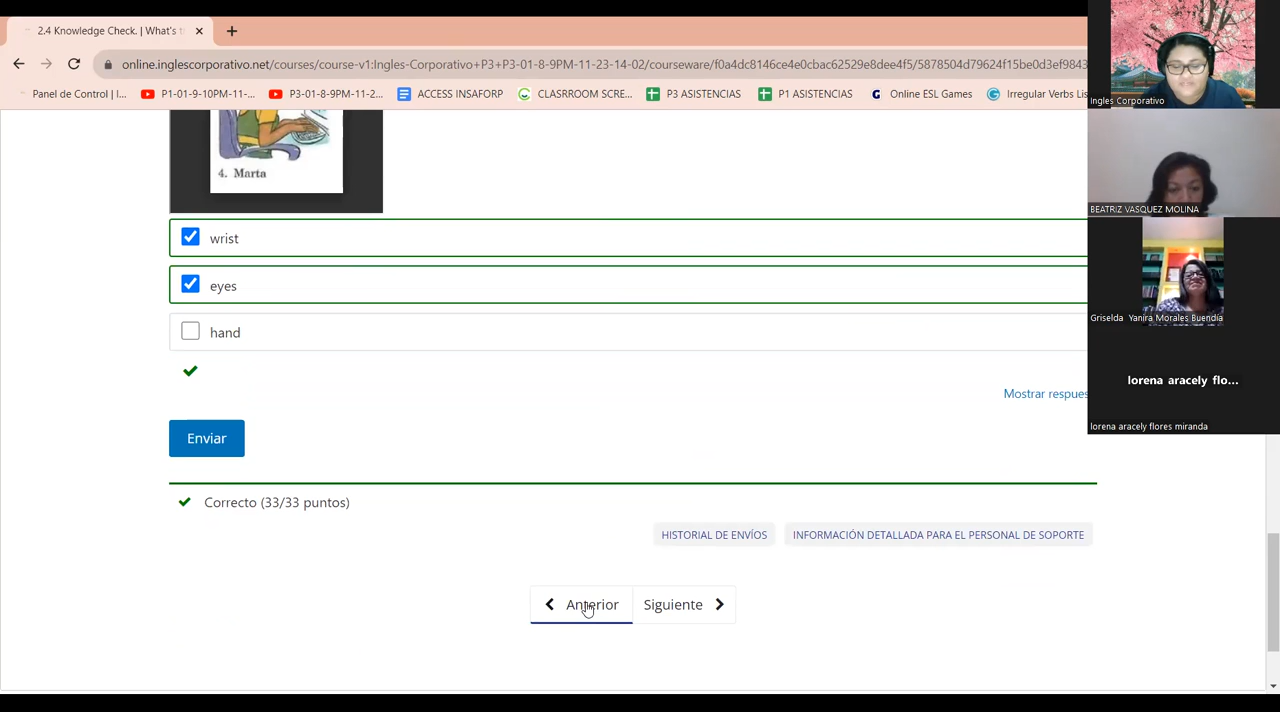 2.4 Knowledge Check. | What's t
online.inglescorporativo.net/courses/course-v1:Ingles-Corporativo+P3+P3-01-8-9PM-11-23-14-02/courseware/f0a4dc8146ce4e0cbac62529e8dee4f5/5878504d79624f15be0d3ef9843
Panel de Control | I...
P1-01-9-10PM-11-...
P3-01-8-9PM-11-2...
ACCESS INSAFORP
CLASRROOM SCRE...
P3 ASISTENCIAS
P1 ASISTENCIAS
Online ESL Games
Irregular Verbs Lis
Ingles Corporativo
BEATRIZ VASQUEZ MOLINA
Griselda Yanira Morales Buendia
lorena aracely flo...
lorena aracely flores miranda
4. Marta
wrist
eyes
hand
Mostrar respues
Enviar
Correcto (33/33 puntos)
HISTORIAL DE ENVÍOS
INFORMACIÓN DETALLADA PARA EL PERSONAL DE SOPORTE
Anterior
Siguiente